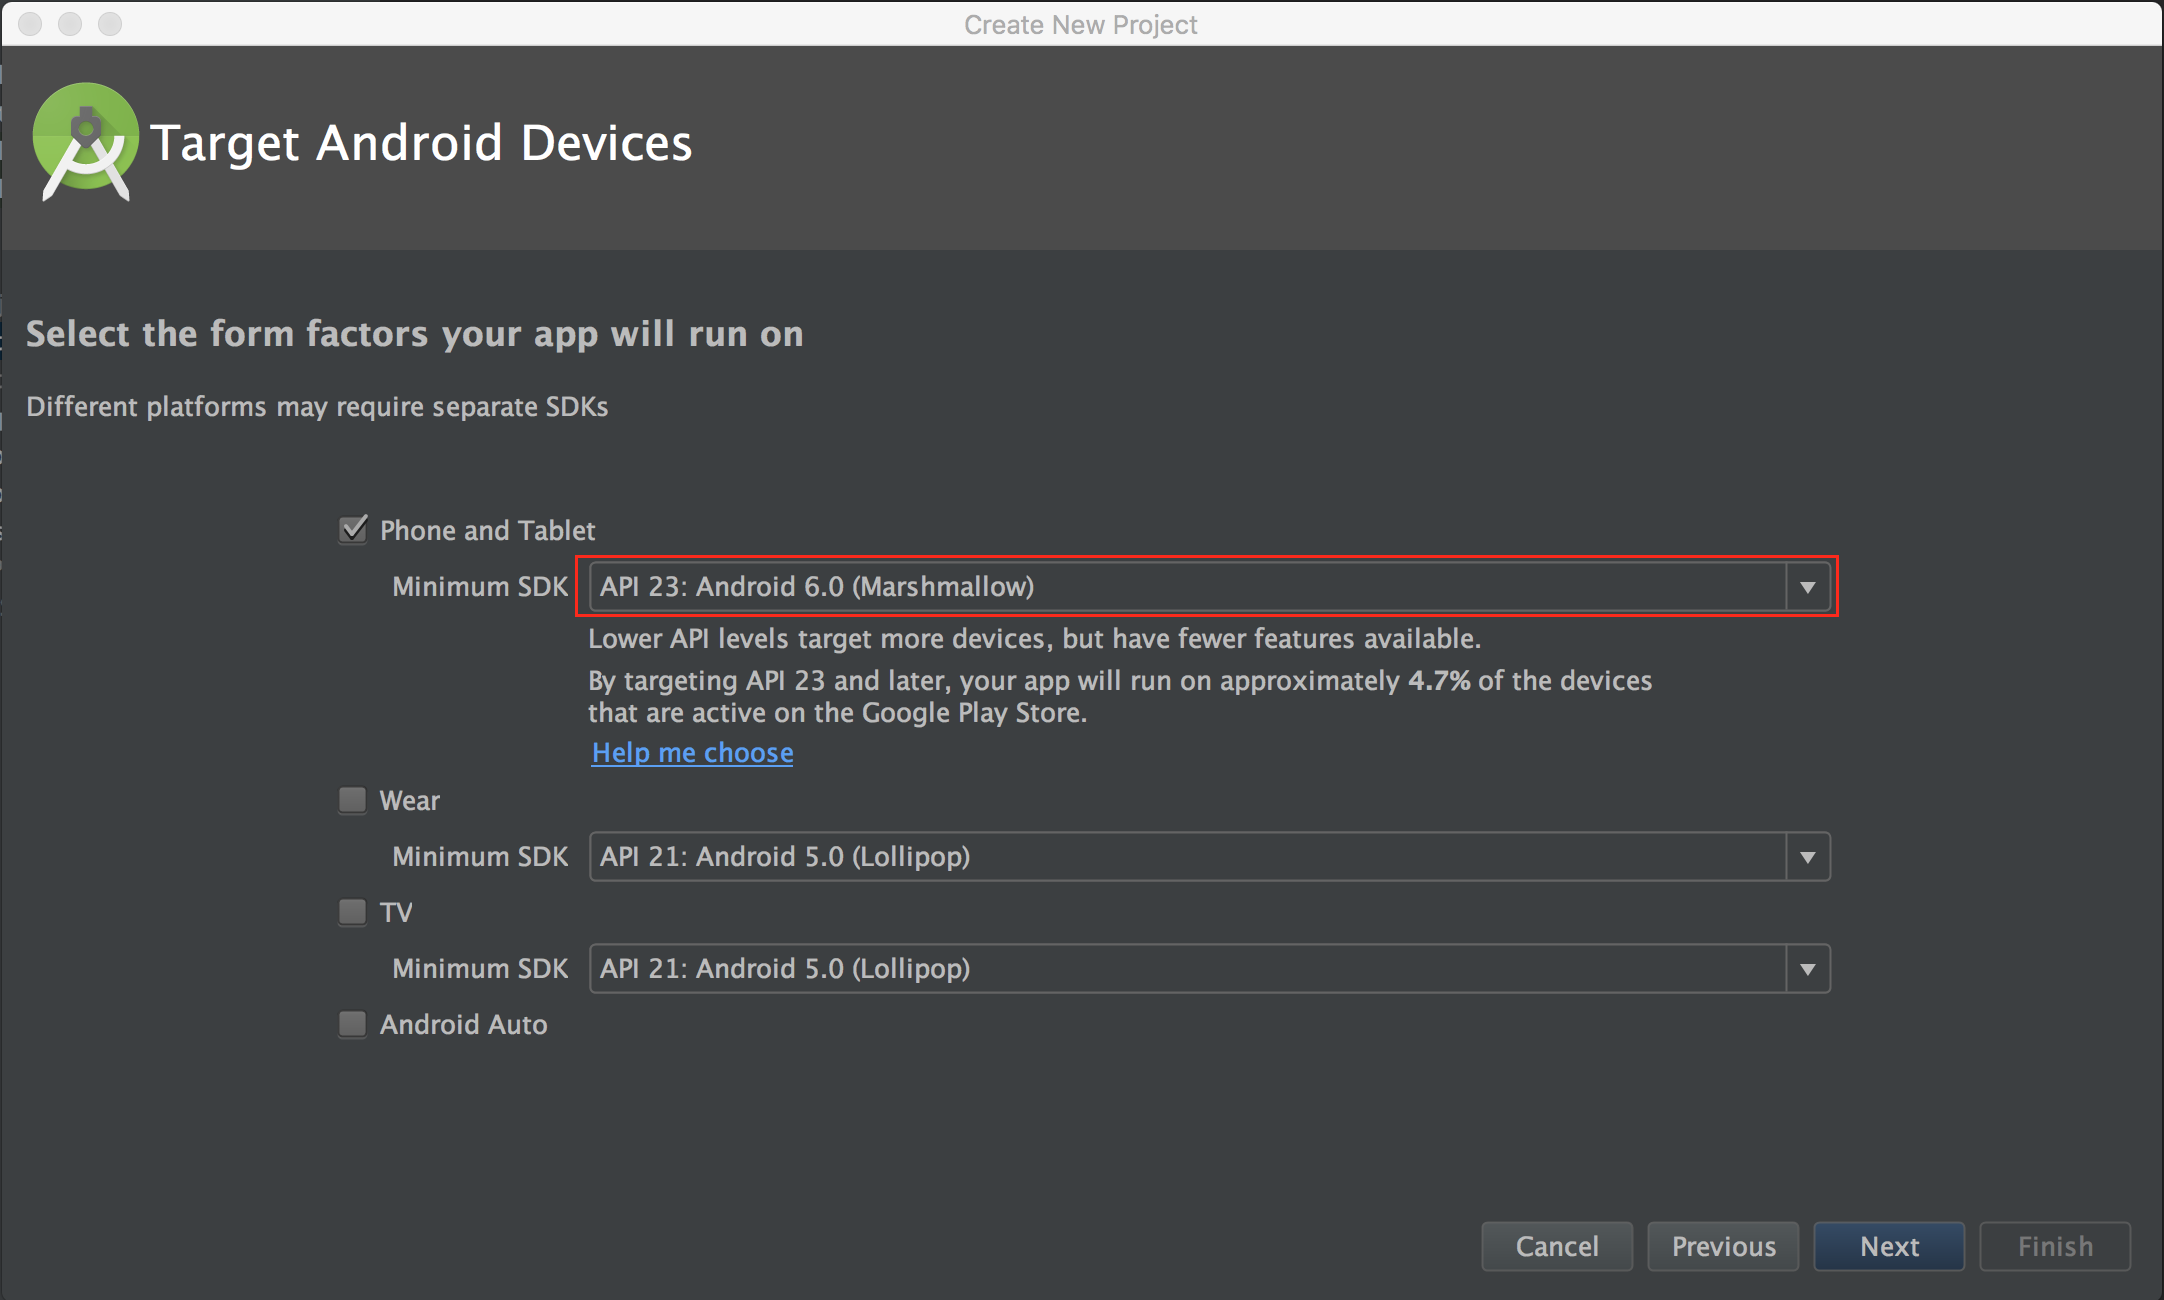 Create New Project
Target Android Devices
Select the form factors your app will run on
Different platforms may require separate SDKs
Phone and Tablet
Minimum SDK API 23: Android 6.0 (Marshmallow)
Lower API levels target more devices, but have fewer features available.
By targeting API 23 and later, your app will run on approximately 4.7% of the devices
that are active on the Google Play Store.
Help me choose
Wear
Minimum SDK API 21: Android 5.0 (Lollipop)
TV
Minimum SDK API 21: Android 5.0 (Lollipop)
Android Auto
Cancel Previous Next Finish